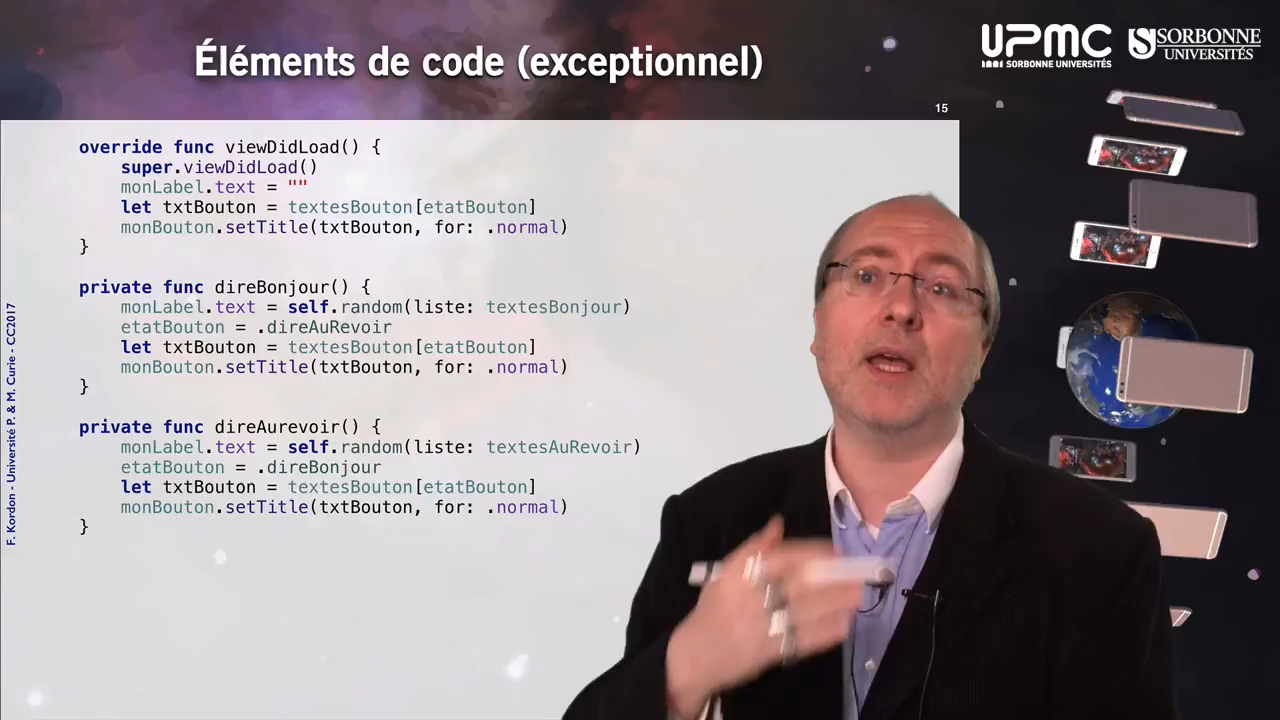 Éléments de code (exceptionnel)
UPMC
SORBONNE UNIVERSITÉS
SORBONNE
UNIVERSITÉS
15
override func viewDidLoad() {
super.viewDidLoad()
monLabel.text = ""
let txtBouton = textesBouton[etatBouton]
monBouton.setTitle(txtBouton, for: .normal)
}
private func direBonjour() {
monLabel.text = self.random(liste: textesBonjour)
etatBouton = .direAuRevoir
let txtBouton = textesBouton[etatBouton]
monBouton.setTitle(txtBouton, for: .normal)
}
private func direAurevoir() {
monLabel.text = self.random(liste: textesAuRevoir)
etatBouton = .direBonjour
let txtBouton = textesBouton[etatBouton]
monBouton.setTitle(txtBouton, for: .normal)
}
F. Kordon - Université P. & M. Curie - CC2017